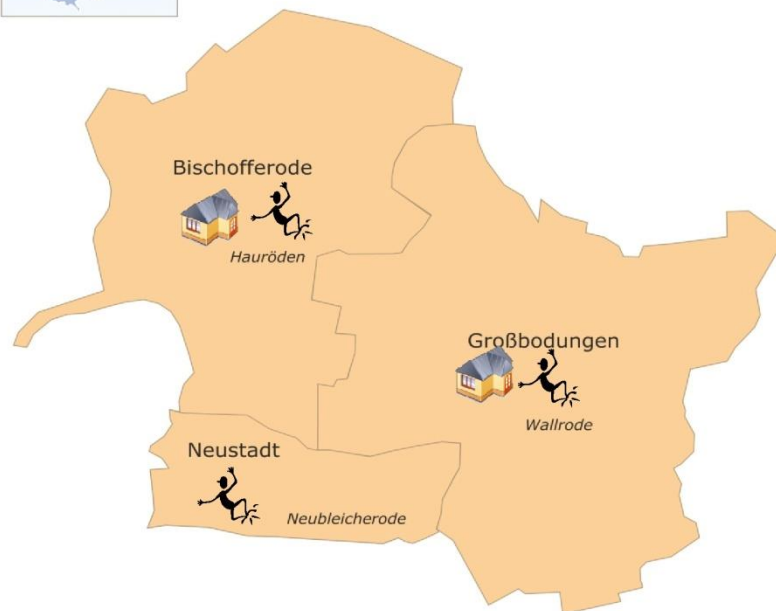 Bischofferode
Hauröden
Großbodungen
Wallrode
Neustadt
Neubleicherode